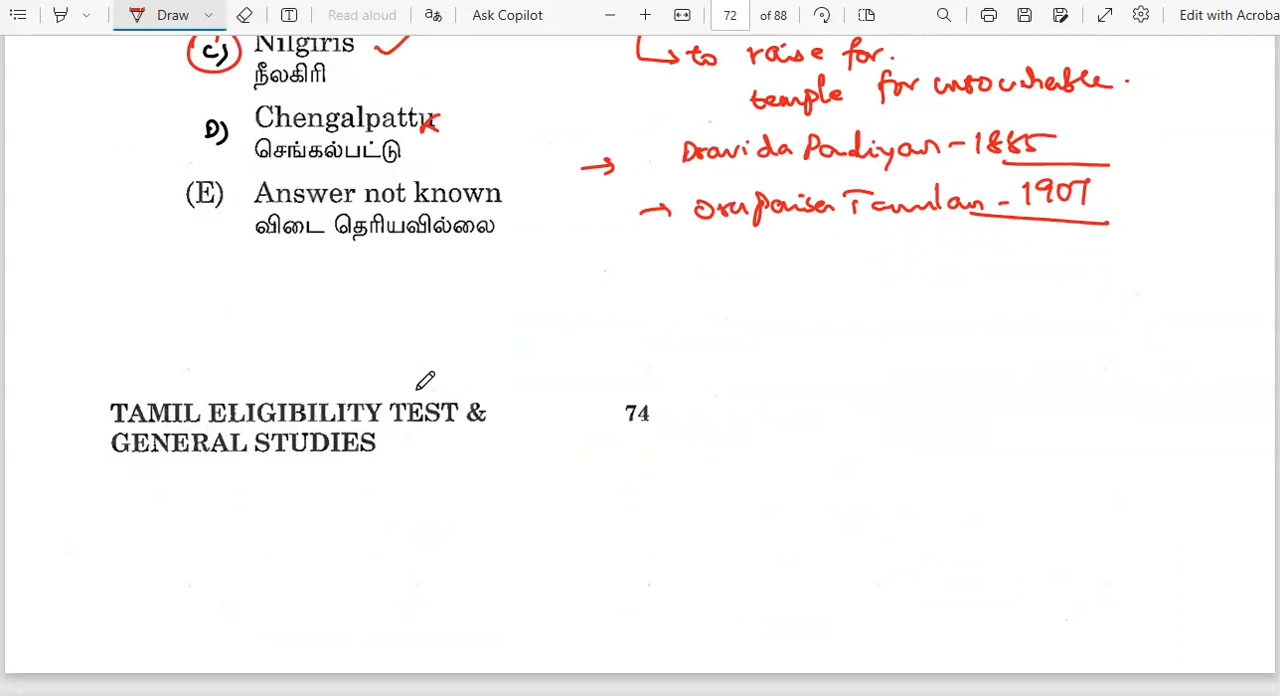 Draw
Read aloud
Ask Copilot
72
of 88
Edit with Acroba
C) Nilgiris
நீலகிரி
D) Chengalpattu
செங்கல்பட்டு
(E) Answer not known
விடை தெரியவில்லை
to raise for.
temple for untouchable.
Dravida Pandiyan - 1885
Oru Paisa Tamilan - 1907
TAMIL ELIGIBILITY TEST &
GENERAL STUDIES
74